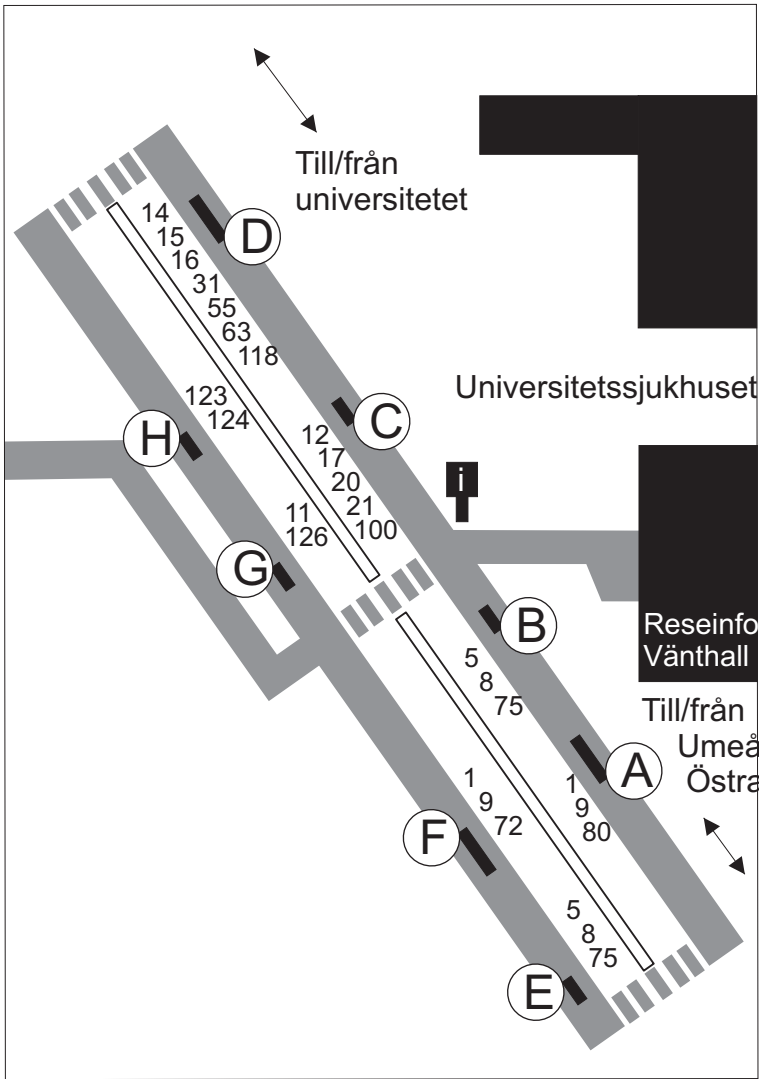 Till/från
universitetet
D
14
15
16
31
55
63
118
Universitetssjukhuset
C
123
124
H
12
17
20
21
100
i
11
126
G
B
Reseinfo
Vänthall
5
8
75
Till/från
Umeå
Östra
A
1
9
80
1
9
72
F
5
8
75
E